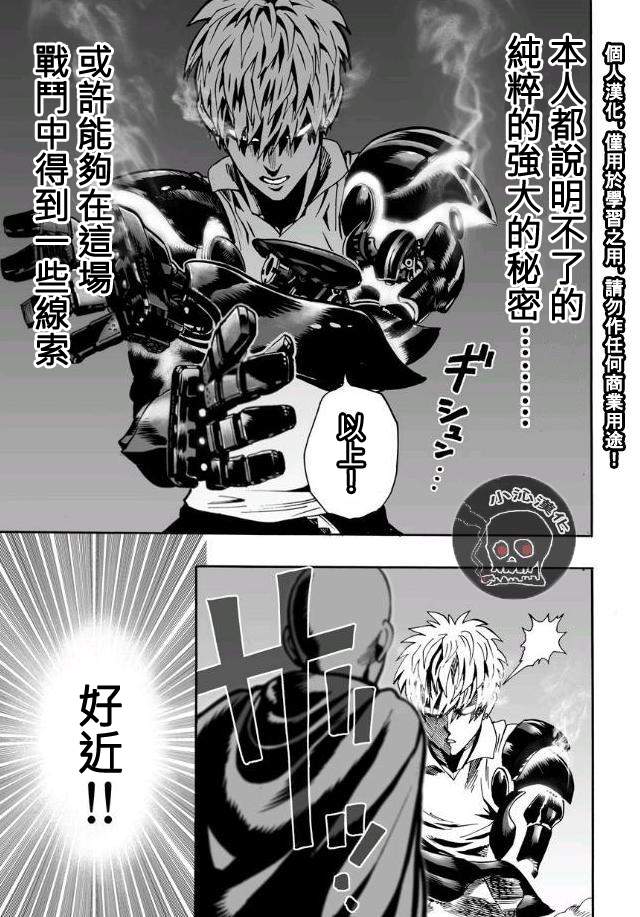 個人漢化，僅用於學習之用，請勿作任何商業用途！
本人都說明不了的
純粹的強大的秘密…………
或許能夠在這場
戰鬥中得到一些線索
ギシュン
以上！
小沁漢化
好近!!